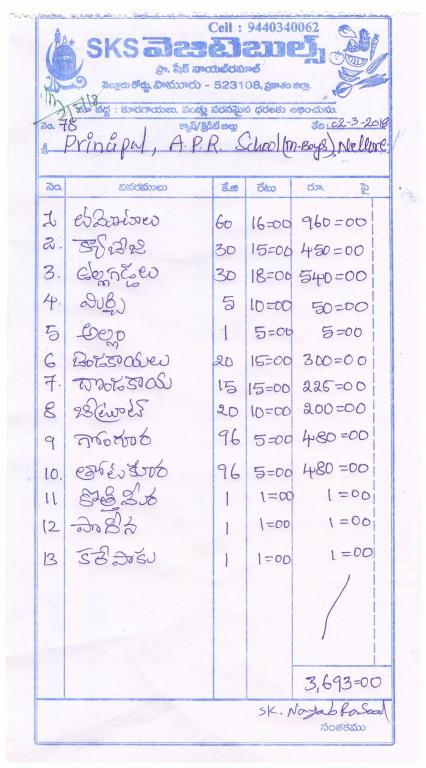 Cell : 9440340062
SKS వెజిటెబుల్స్
ప్రొ. షేక్ నాయబ్‌రసూల్
నెల్లూరు రోడ్డు, పామూరు - 523108, ప్రకాశం జిల్లా.
మా వద్ద : కూరగాయలు, పండ్లు సరసమైన ధరలకు లభించును.
నెం. 78 క్యాష్/క్రెడిట్ బిల్లు తేది: 02-3-2018
శ్రీ Principal, A.P.R. School (m-Boys), Nellore
నెం. వివరములు కే.జి రేటు రూ. పై
1 టమోటాలు 60 16=00 960=00
2. క్యాబేజి 30 15=00 450=00
3. ఉల్లగడ్డలు 30 18=00 540=00
4. మిర్చి 5 10=00 50=00
5 అల్లం 1 5=00 5=00
6 బెండకాయలు 20 15=00 300=00
7. దొండకాయ 15 15=00 225=00
8 బీట్రూట్ 20 10=00 200=00
9 గోంగూర 96 5=00 480=00
10. తోటకూర 96 5=00 480=00
11 కొత్తిమీర 1 1=00 1=00
12 పొదీన 1 1=00 1=00
13 కరేపాకు 1 1=00 1=00
3,693=00
SK. Nayab Rasool
సంతకము